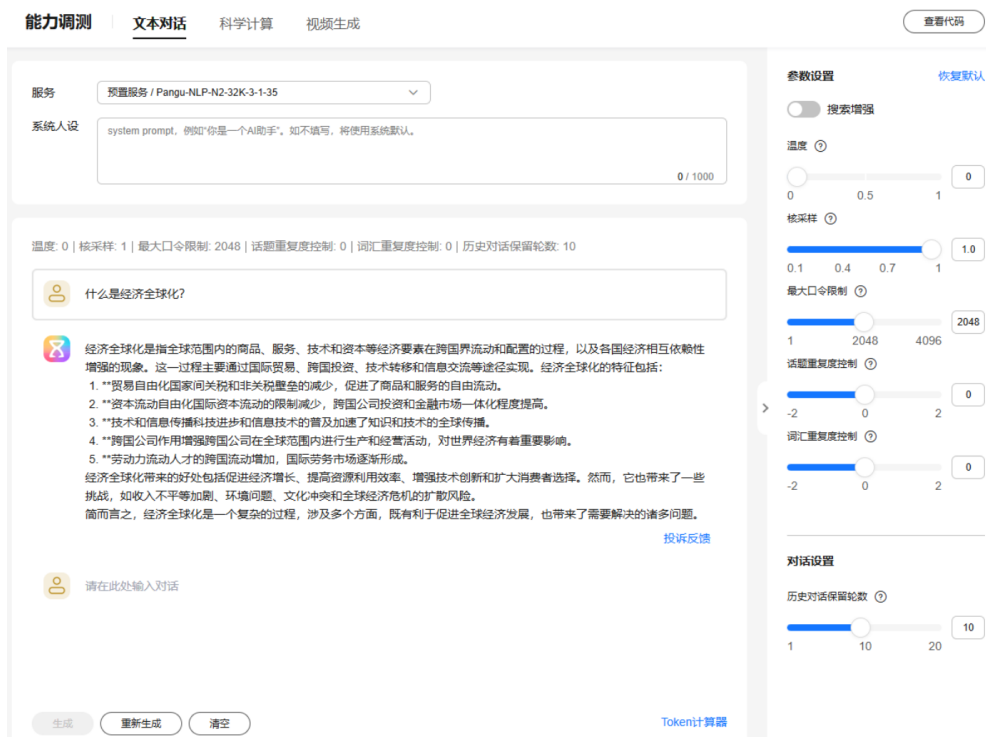 能力调测
文本对话 科学计算 视频生成
查看代码
服务
预置服务 / Pangu-NLP-N2-32K-3-1-35
系统人设
system prompt，例如“你是一个AI助手”。如不填写，将使用系统默认。
0 / 1000
温度: 0 | 核采样: 1 | 最大口令限制: 2048 | 话题重复度控制: 0 | 词汇重复度控制: 0 | 历史对话保留轮数: 10
什么是经济全球化？
经济全球化是指全球范围内的商品、服务、技术和资本等经济要素在跨国界流动和配置的过程，以及各国经济相互依赖性
增强的现象。这一过程主要通过国际贸易、跨国投资、技术转移和信息交流等途径实现。经济全球化的特征包括：
1. **贸易自由化国家间关税和非关税壁垒的减少，促进了商品和服务的自由流动。
2. **资本流动自由化国际资本流动的限制减少，跨国公司投资和金融市场一体化程度提高。
3. **技术和信息传播科技进步和信息技术的普及加速了知识和技术的全球传播。
4. **跨国公司作用增强跨国公司在全球范围内进行生产和经营活动，对世界经济有着重要影响。
5. **劳动力流动人才的跨国流动增加，国际劳务市场逐渐形成。
经济全球化带来的好处包括促进经济增长、提高资源利用效率、增强技术创新和扩大消费者选择。然而，它也带来了一些
挑战，如收入不平等加剧、环境问题、文化冲突和全球经济危机的扩散风险。
简而言之，经济全球化是一个复杂的过程，涉及多个方面，既有利于促进全球经济发展，也带来了需要解决的诸多问题。
投诉反馈
请在此处输入对话
生成 重新生成 清空
Token计算器
参数设置 恢复默认
搜索增强
温度 ?
0
0 0.5 1
核采样 ?
1.0
0.1 0.4 0.7 1
最大口令限制 ?
2048
1 2048 4096
话题重复度控制 ?
0
-2 0 2
词汇重复度控制 ?
0
-2 0 2
对话设置
历史对话保留轮数 ?
10
1 10 20